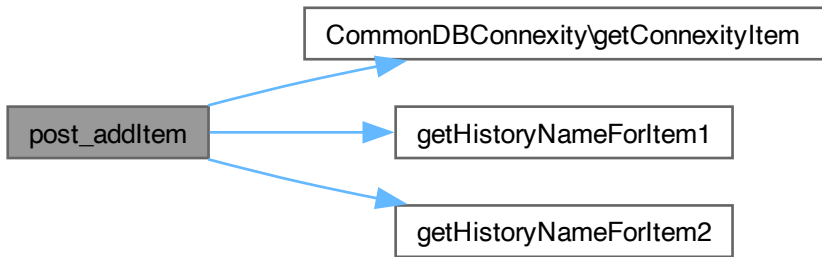 CommonDBConnexity\getConnexityItem
post_addItem
getHistoryNameForItem1
getHistoryNameForItem2